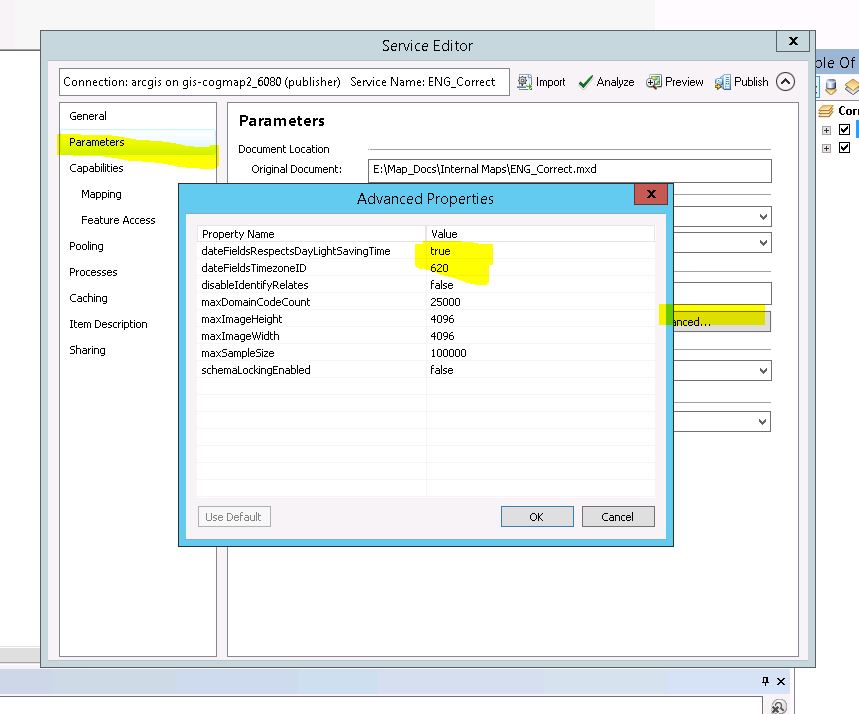 Service Editor
x
ble Of
Connection: arcgis on gis-cogmap2_6080 (publisher) Service Name: ENG_Correct
Import
Analyze
Preview
Publish
General
Parameters
Capabilities
Mapping
Feature Access
Pooling
Processes
Caching
Item Description
Sharing
Parameters
Document Location
Original Document:
E:\Map_Docs\Internal Maps\ENG_Correct.mxd
anced...
Corr
Advanced Properties
x
Property Name Value
dateFieldsRespectsDayLightSavingTime true
dateFieldsTimezoneID 620
disableIdentifyRelates false
maxDomainCodeCount 25000
maxImageHeight 4096
maxImageWidth 4096
maxSampleSize 100000
schemaLockingEnabled false
Use Default
OK
Cancel